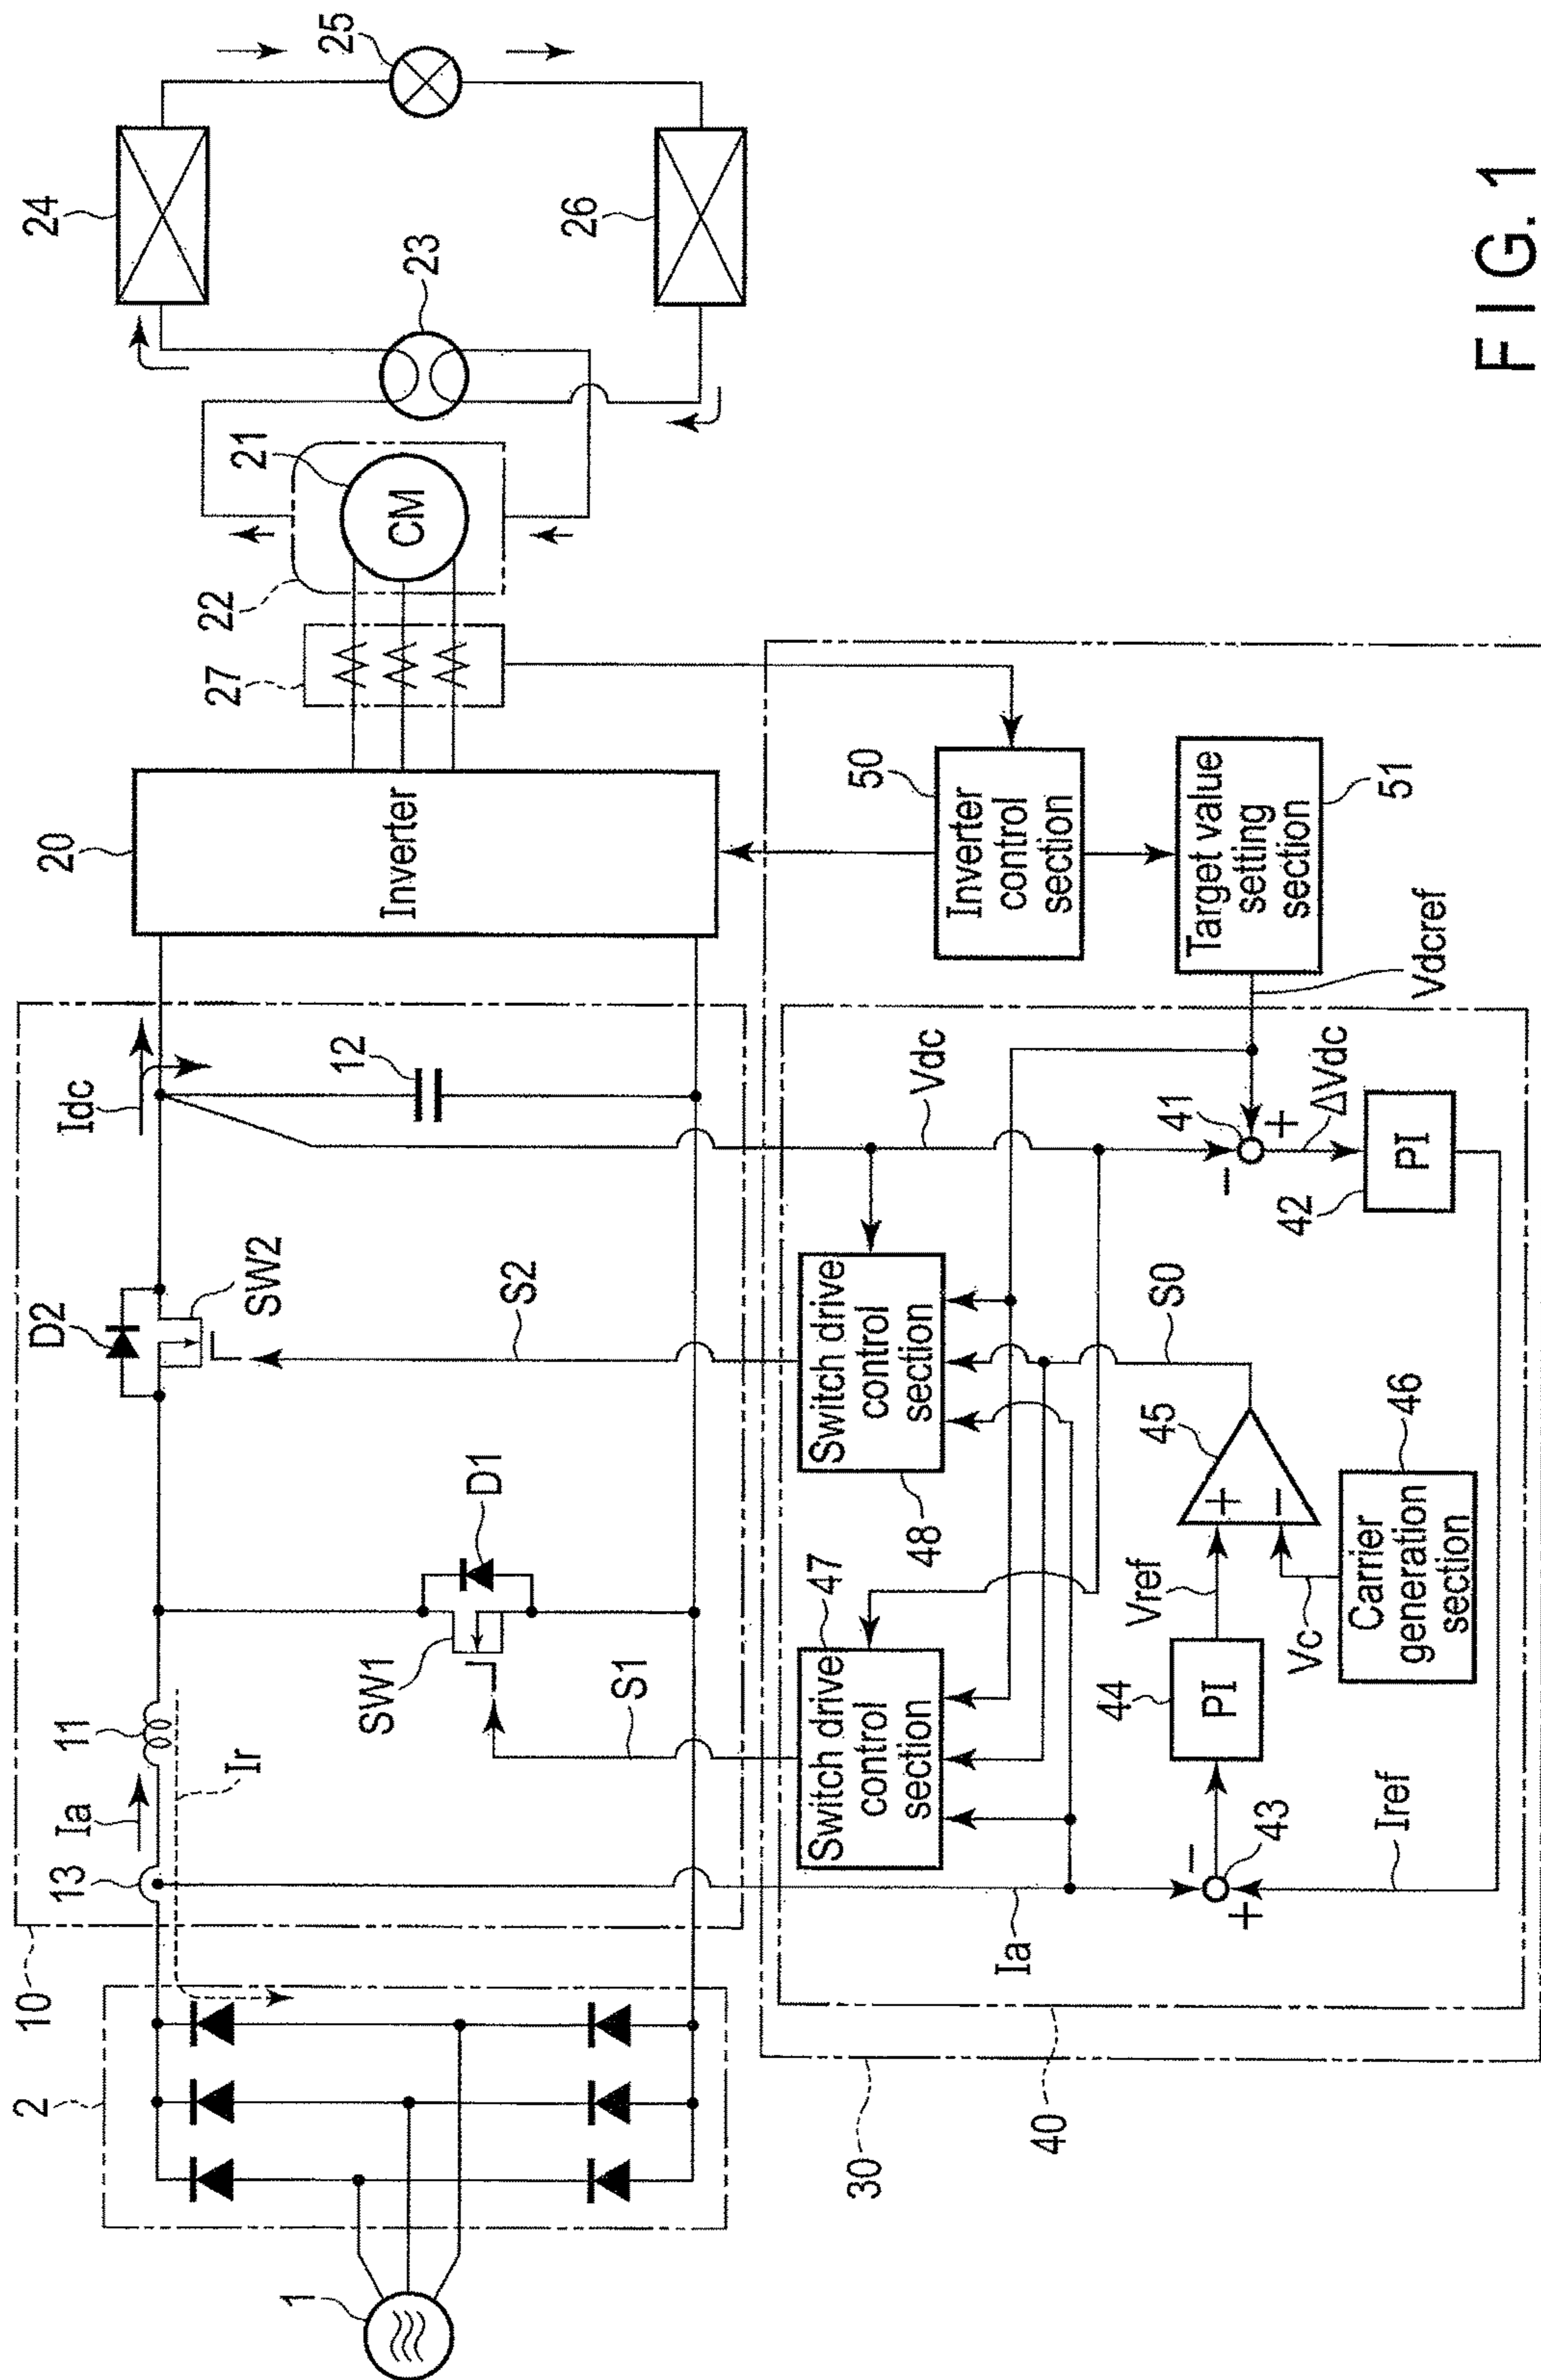 1
2
10
13
Ia
11
Ir
SW1
D1
D2
SW2
Idc
12
20
Inverter
27
22
21
CM
23
24
25
26
S1
S2
Vdc
30
40
Ia
47
Switch drive
control
section
48
Switch drive
control
section
50
Inverter
control
section
51
Target value
setting
section
Vdcref
41
-
+
ΔVdc
42
PI
Iref
43
-
+
44
PI
Vref
Vc
45
+
-
S0
46
Carrier
generation
section
FIG. 1